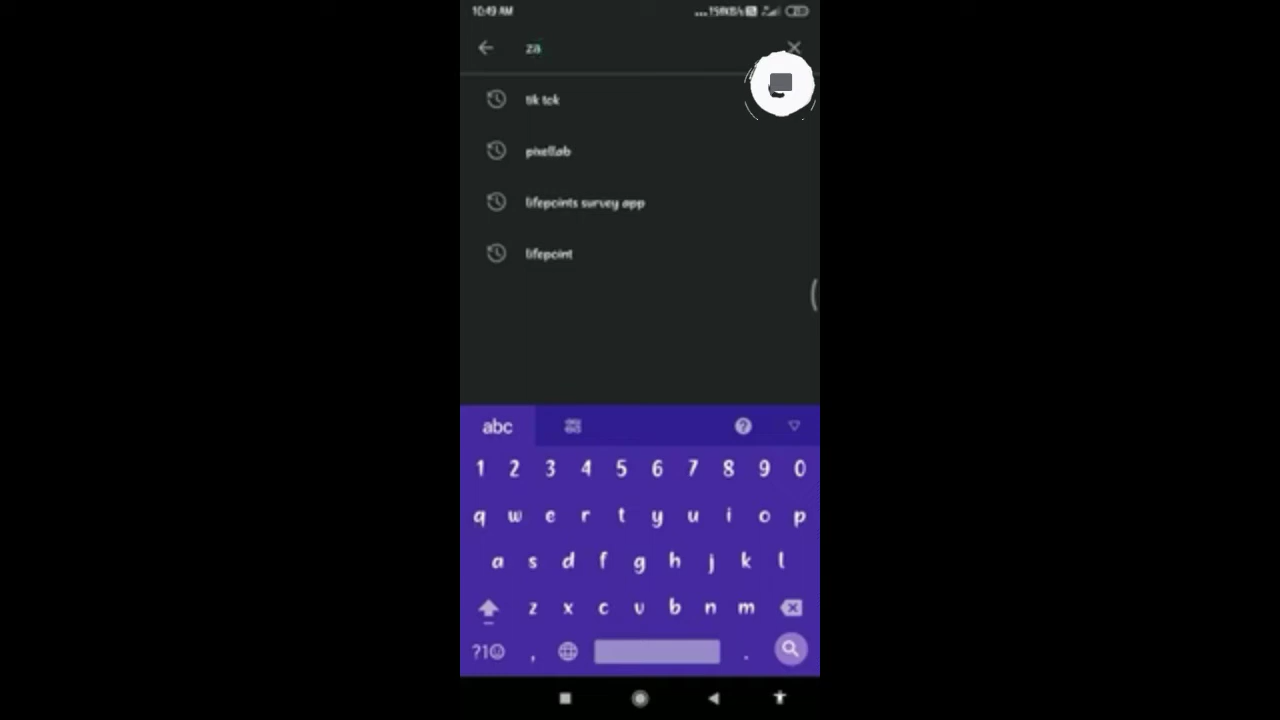 10:49 AM
za
tik tok
pixellab
lifepoints survey app
lifepoint
abc
1 2 3 4 5 6 7 8 9 0
q w e r t y u i o p
a s d f g h j k l
z x c v b n m
?1☺ , .